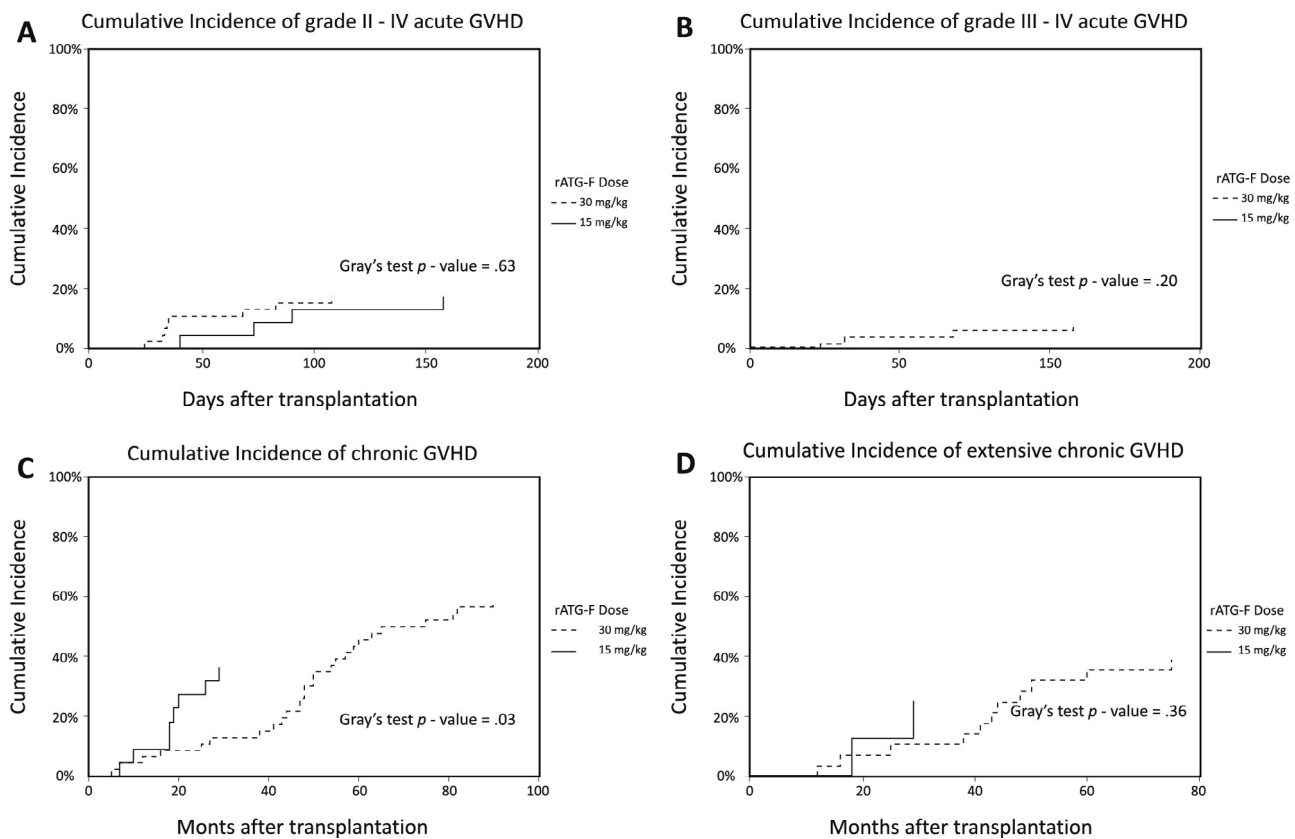 A
Cumulative Incidence of grade II - IV acute GVHD
100%
80%
60%
40%
20%
0%
Cumulative Incidence
0 50 100 150 200
Days after transplantation
Gray's test p - value = .63
rATG-F Dose
30 mg/kg
15 mg/kg
B
Cumulative Incidence of grade III - IV acute GVHD
100%
80%
60%
40%
20%
0%
Cumulative Incidence
0 50 150 200
Days after transplantation
Gray's test p - value = .20
rATG-F Dose
30 mg/kg
15 mg/kg
C
Cumulative Incidence of chronic GVHD
100%
80%
60%
40%
20%
0%
Cumulative Incidence
0 20 40 60 80 100
Monts after transplantation
Gray's test p - value = .03
rATG-F Dose
30 mg/kg
15 mg/kg
D
Cumulative Incidence of extensive chronic GVHD
100%
80%
60%
40%
20%
0%
Cumulative Incidence
0 20 40 60 80
Months after transplantation
Gray's test p - value = .36
rATG-F Dose
30 mg/kg
15 mg/kg